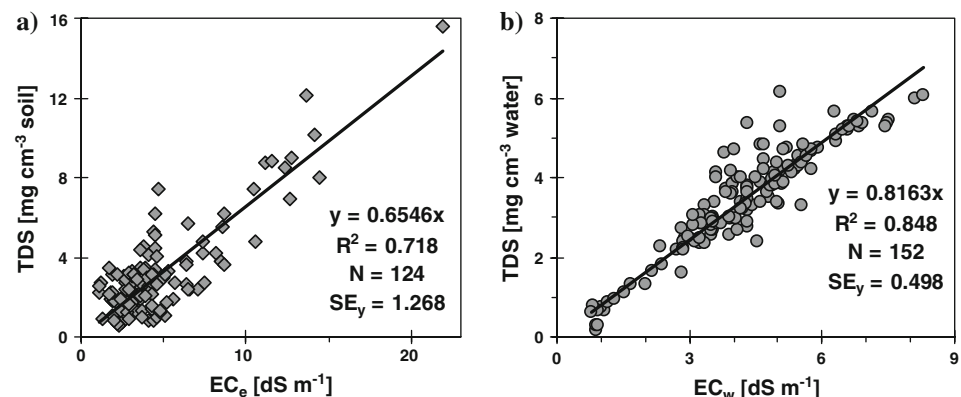 a)
TDS [mg cm⁻³ soil]
16
12
8
4
0
y = 0.6546x
R² = 0.718
N = 124
SEy = 1.268
0
10
20
ECe [dS m⁻¹]
b)
TDS [mg cm⁻³ water]
8
6
4
2
0
y = 0.8163x
R² = 0.848
N = 152
SEy = 0.498
0
3
6
9
ECw [dS m⁻¹]